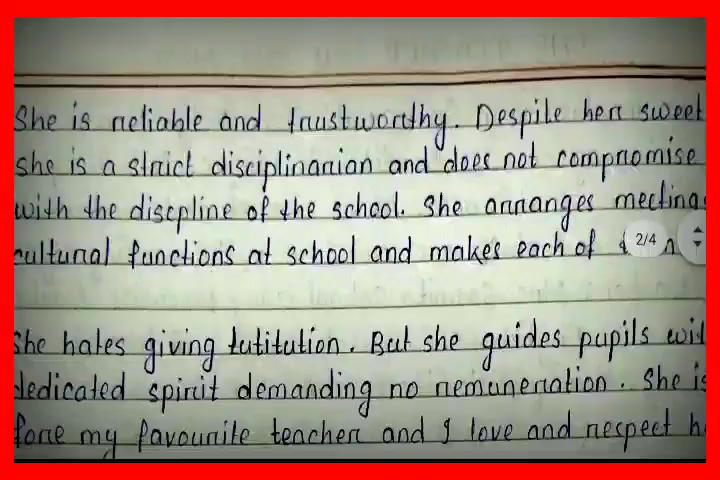 She is reliable and trustworthy. Despite her sweet
she is a strict disciplinarian and does not compromise
with the discpline of the school. She arranges meetings
cultural functions at school and makes each of
2/4
She hates giving tutitution. But she guides pupils
dedicated spirit demanding no remuneration. She is
fore my favourite teacher and I love and respect